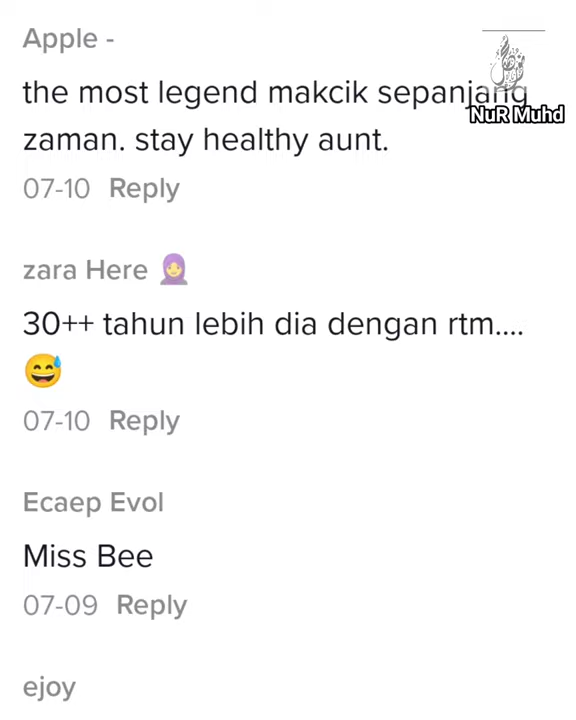 Apple -
the most legend makcik sepanjang
NuR Muhd
zaman. stay healthy aunt.
07-10 Reply
zara Here 🧕
30++ tahun lebih dia dengan rtm....
😅
07-10 Reply
Ecaep Evol
Miss Bee
07-09 Reply
ejoy